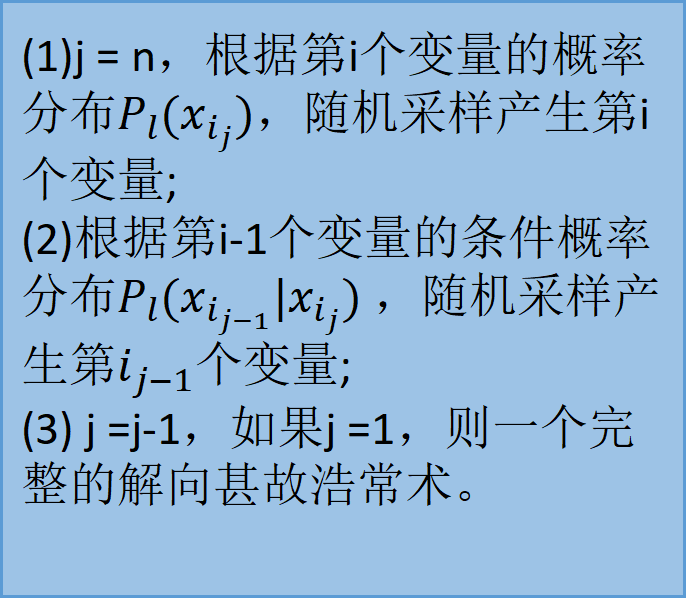 (1)j = n，根据第i个变量的概率
分布𝑃𝑙(𝑥𝑖𝑗)，随机采样产生第i
个变量;
(2)根据第i-1个变量的条件概率
分布𝑃𝑙(𝑥𝑖𝑗−1|𝑥𝑖𝑗) ，随机采样产
生第𝑖𝑗−1个变量;
(3) j =j-1，如果j =1，则一个完
整的解向甚故浩常术。